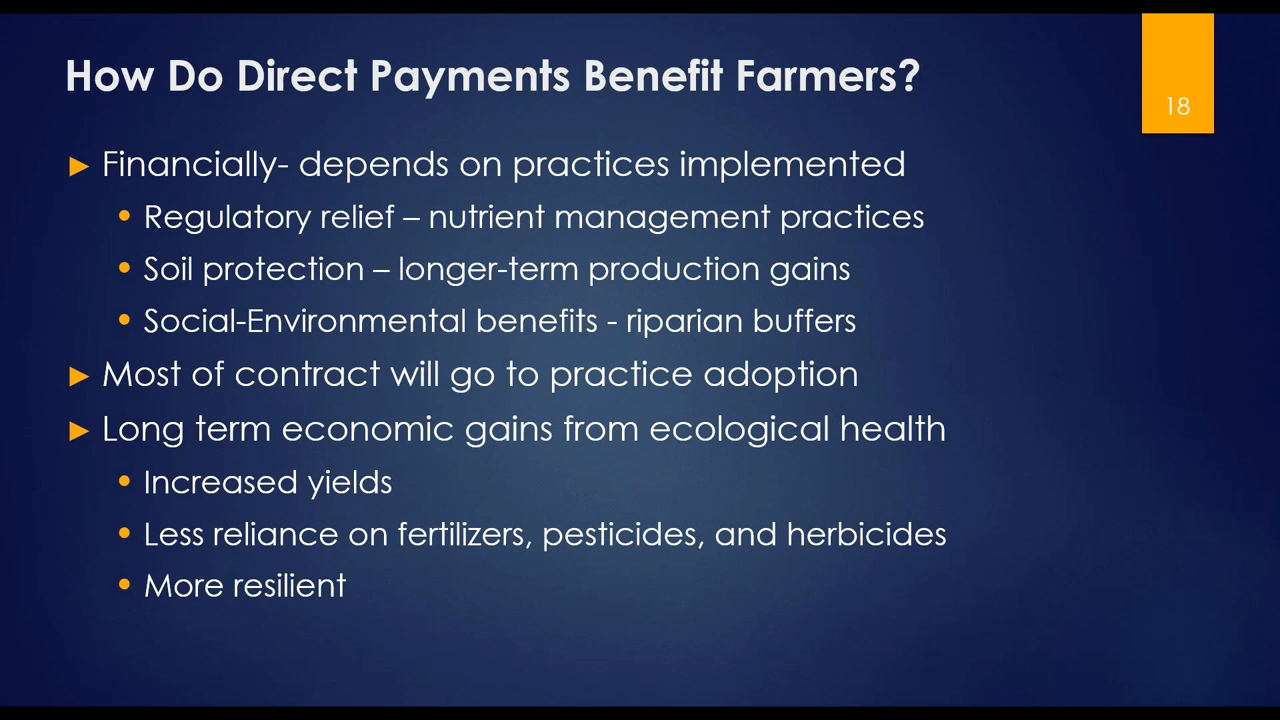 How Do Direct Payments Benefit Farmers?
18
► Financially- depends on practices implemented
• Regulatory relief – nutrient management practices
• Soil protection – longer-term production gains
• Social-Environmental benefits - riparian buffers
► Most of contract will go to practice adoption
► Long term economic gains from ecological health
• Increased yields
• Less reliance on fertilizers, pesticides, and herbicides
• More resilient